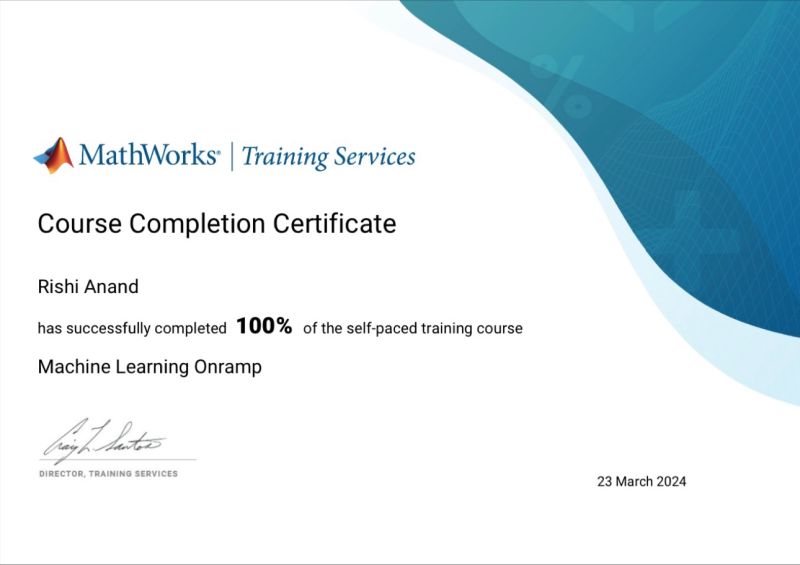 MathWorks® | Training Services
Course Completion Certificate
Rishi Anand
has successfully completed 100% of the self-paced training course
Machine Learning Onramp
Craig L. Santos
DIRECTOR, TRAINING SERVICES
23 March 2024